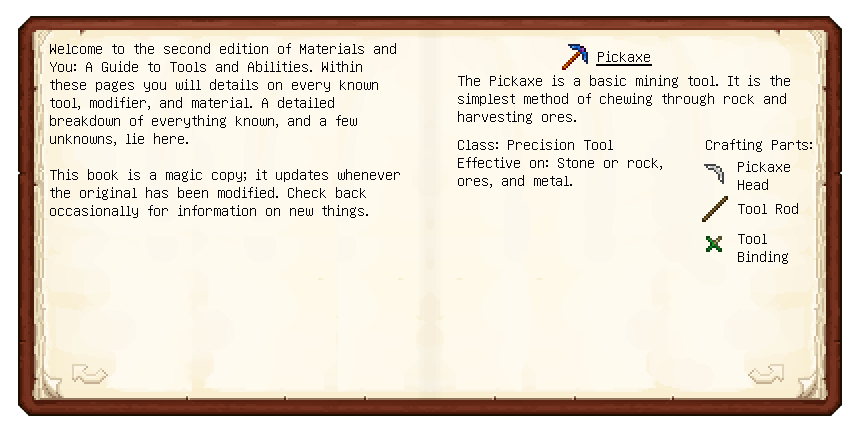 Welcome to the second edition of Materials and
You: A Guide to Tools and Abilities. Within
these pages you will details on every known
tool, modifier, and material. A detailed
breakdown of everything known, and a few
unknowns, lie here.
This book is a magic copy; it updates whenever
the original has been modified. Check back
occasionally for information on new things.
Pickaxe
The Pickaxe is a basic mining tool. It is the
simplest method of chewing through rock and
harvesting ores.
Class: Precision Tool
Effective on: Stone or rock,
ores, and metal.
Crafting Parts:
Pickaxe
Head
Tool Rod
Tool
Binding